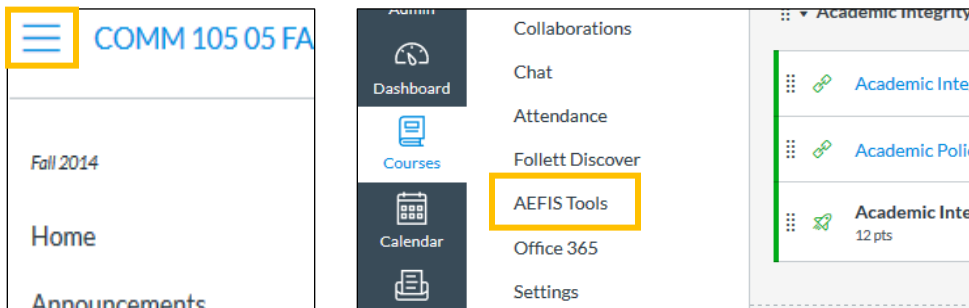 COMM 105 05 FA
Fall 2014
Home
Announcements
Admin
Dashboard
Courses
Calendar
Collaborations
Chat
Attendance
Follett Discover
AEFIS Tools
Office 365
Settings
Academic Integrity
Academic Inte
Academic Poli
Academic Inte
12 pts